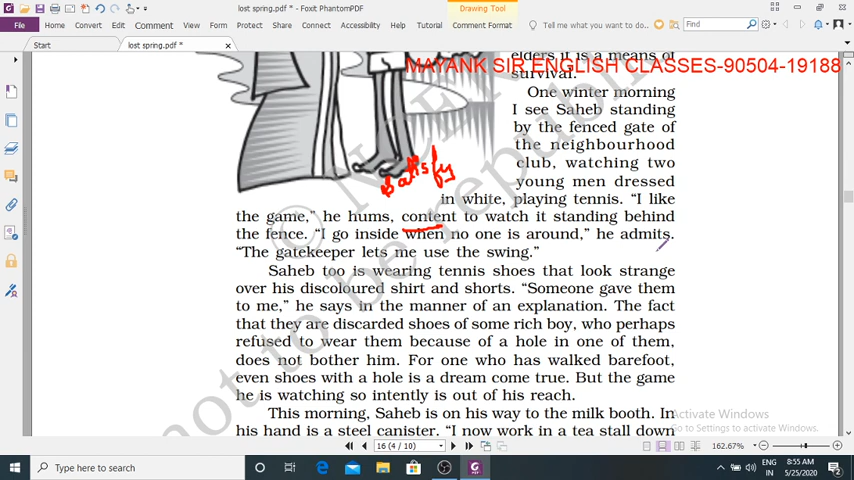 lost spring.pdf * - Foxit PhantomPDF
Drawing Tool
File Home Edit Comment View Form Protect Share Connect Accessibility Help Tutorial Comment Format Tell me what you want to do... Find
Start lost spring.pdf *
elders it is a means of
MAYANK SIR ENGLISH CLASSES-90504-19188
survival.
One winter morning
I see Saheb standing
by the fenced gate of
the neighbourhood
club, watching two
young men dressed
Satisfy
in white, playing tennis. “I like
the game,” he hums, content to watch it standing behind
the fence. “I go inside when no one is around,” he admits.
“The gatekeeper lets me use the swing.”
Saheb too is wearing tennis shoes that look strange
over his discoloured shirt and shorts. “Someone gave them
to me,” he says in the manner of an explanation. The fact
that they are discarded shoes of some rich boy, who perhaps
refused to wear them because of a hole in one of them,
does not bother him. For one who has walked barefoot,
even shoes with a hole is a dream come true. But the game
he is watching so intently is out of his reach.
This morning, Saheb is on his way to the milk booth. In
his hand is a steel canister. “I now work in a tea stall down
© NCERT
not to be republi
Activate Windows
Go to Settings to activate Windows.
16 (4 / 10) 162.67%
Type here to search
ENG
IN
8:55 AM
5/25/2020
2